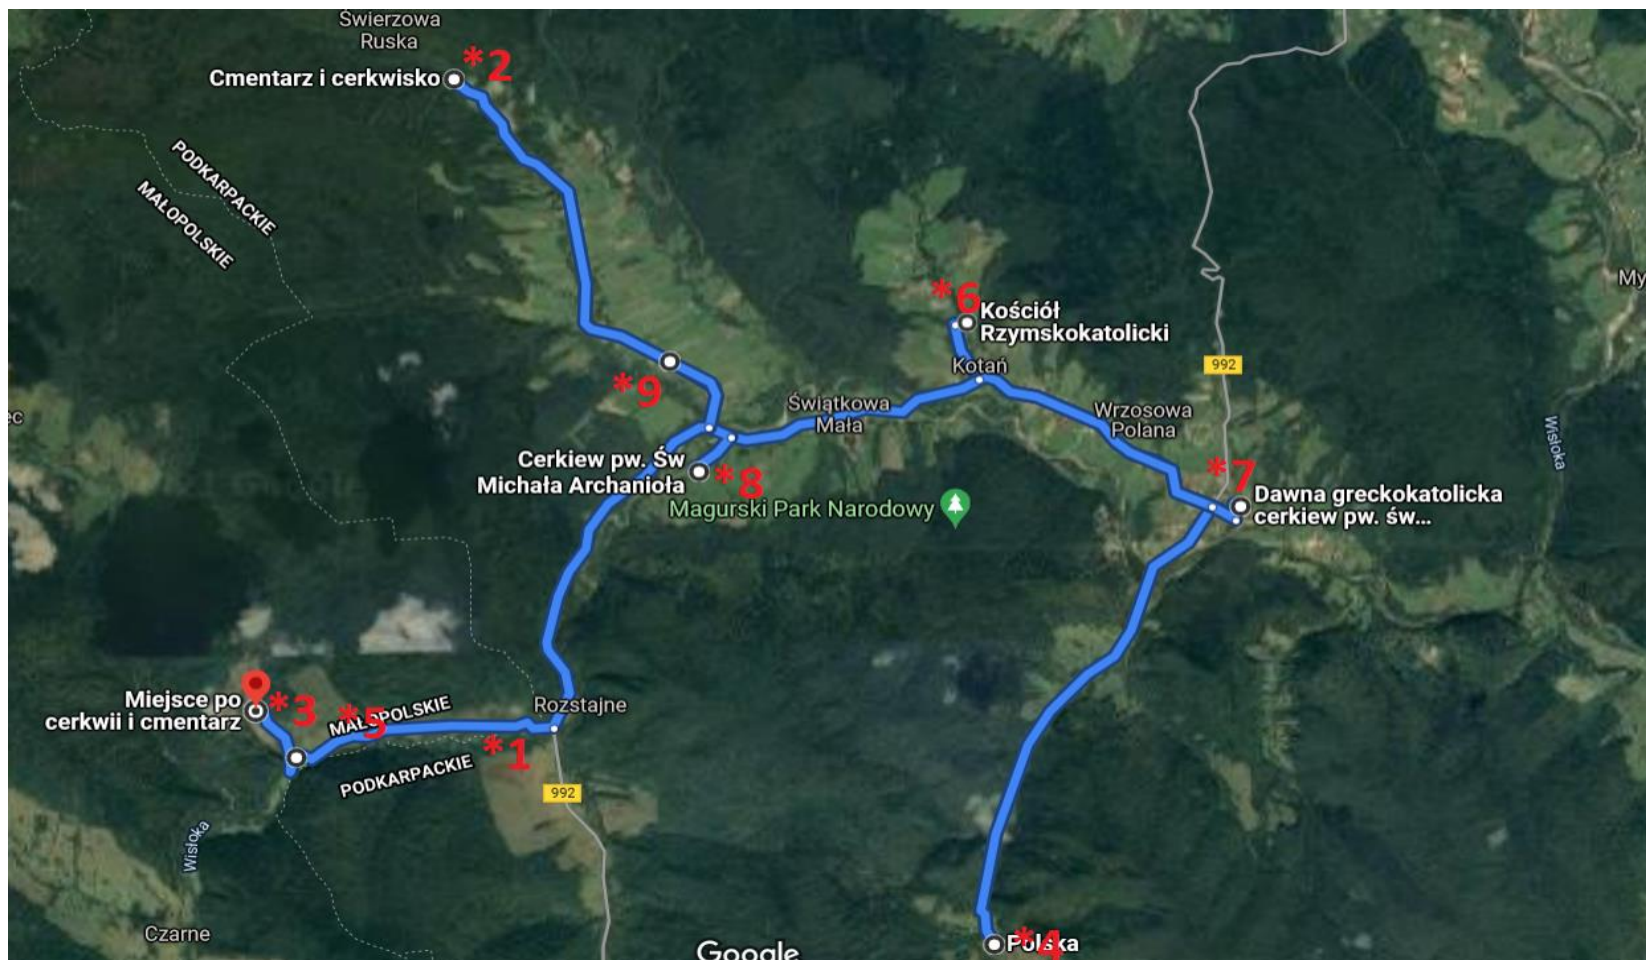 Świerzowa
Ruska
*2
Cmentarz i cerkwisko
PODKARPACKIE
MAŁOPOLSKIE
*6
Kościół
Rzymskokatolicki
My
992
Kotań
*9
Świątkowa
Mała
Wrzosowa
Polana
ec
Wisłoka
Cerkiew pw. Św
Michała Archanioła
*8
*7
Dawna greckokatolicka
cerkiew pw. św...
Magurski Park Narodowy
Miejsce po
cerkwii i cmentarz
*3
*5
MAŁOPOLSKIE
Rozstajne
*1
PODKARPACKIE
992
Wisłoka
Czarne
Google
Polska
*4